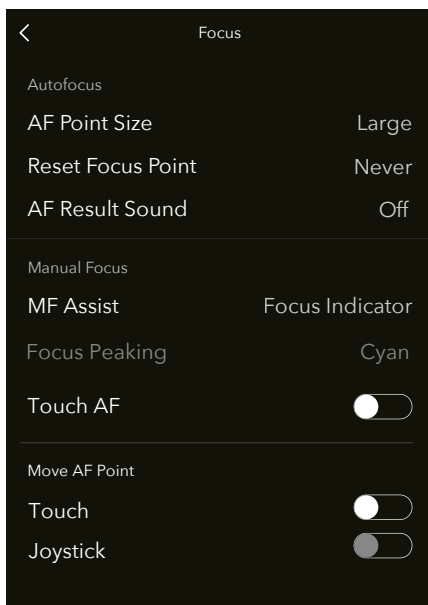 Focus
Autofocus
AF Point Size Large
Reset Focus Point Never
AF Result Sound Off
Manual Focus
MF Assist Focus Indicator
Focus Peaking Cyan
Touch AF
Move AF Point
Touch
Joystick